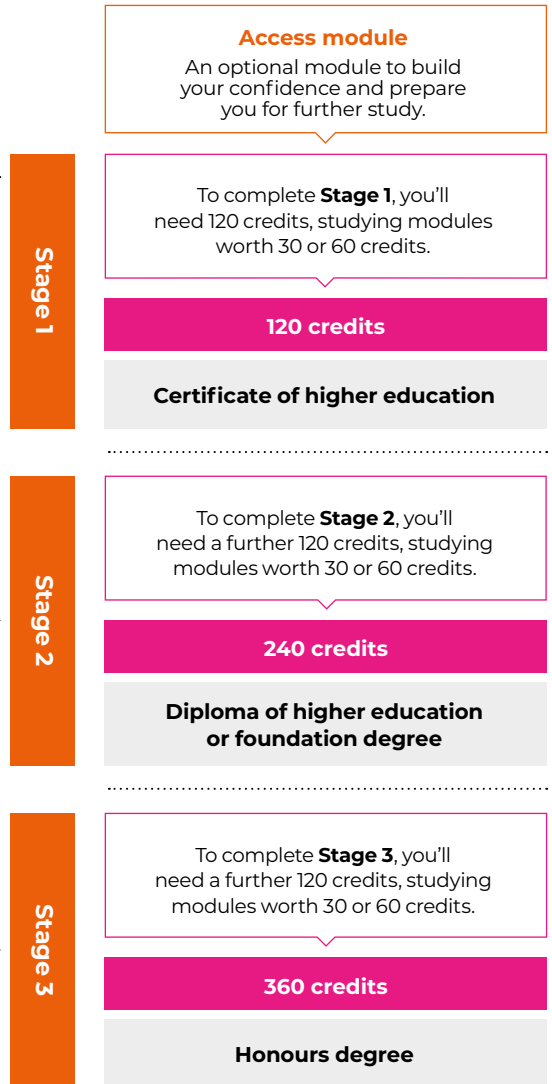 Access module
An optional module to build
your confidence and prepare
you for further study.
Stage 1
To complete Stage 1, you'll
need 120 credits, studying modules
worth 30 or 60 credits.
120 credits
Certificate of higher education
Stage 2
To complete Stage 2, you'll
need a further 120 credits, studying
modules worth 30 or 60 credits.
240 credits
Diploma of higher education
or foundation degree
Stage 3
To complete Stage 3, you'll
need a further 120 credits, studying
modules worth 30 or 60 credits.
360 credits
Honours degree